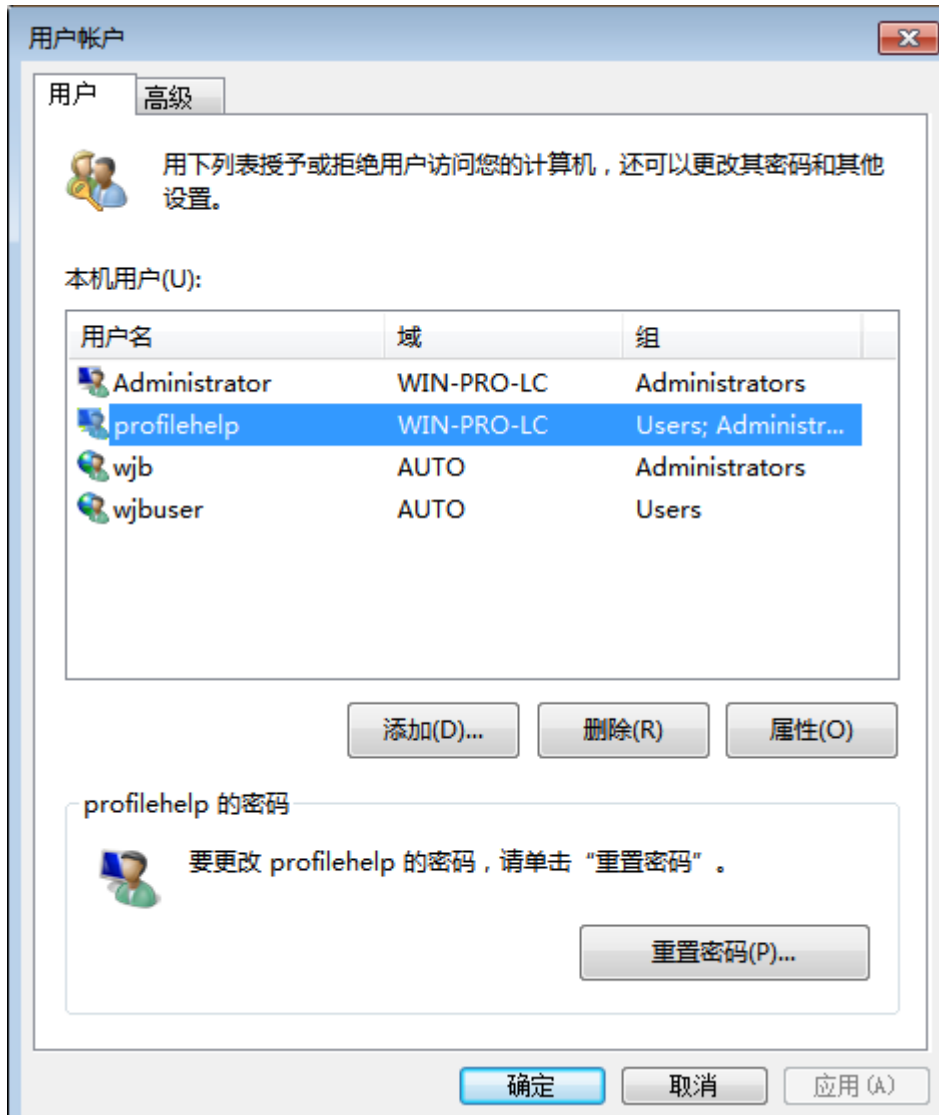 用户帐户
用户
高级
用下列表授予或拒绝用户访问您的计算机，还可以更改其密码和其他
设置。
本机用户(U):
用户名 域 组
Administrator WIN-PRO-LC Administrators
profilehelp WIN-PRO-LC Users; Administr...
wjb AUTO Administrators
wjbuser AUTO Users
添加(D)... 删除(R) 属性(O)
profilehelp 的密码
要更改 profilehelp 的密码，请单击“重置密码”。
重置密码(P)...
确定 取消 应用(A)